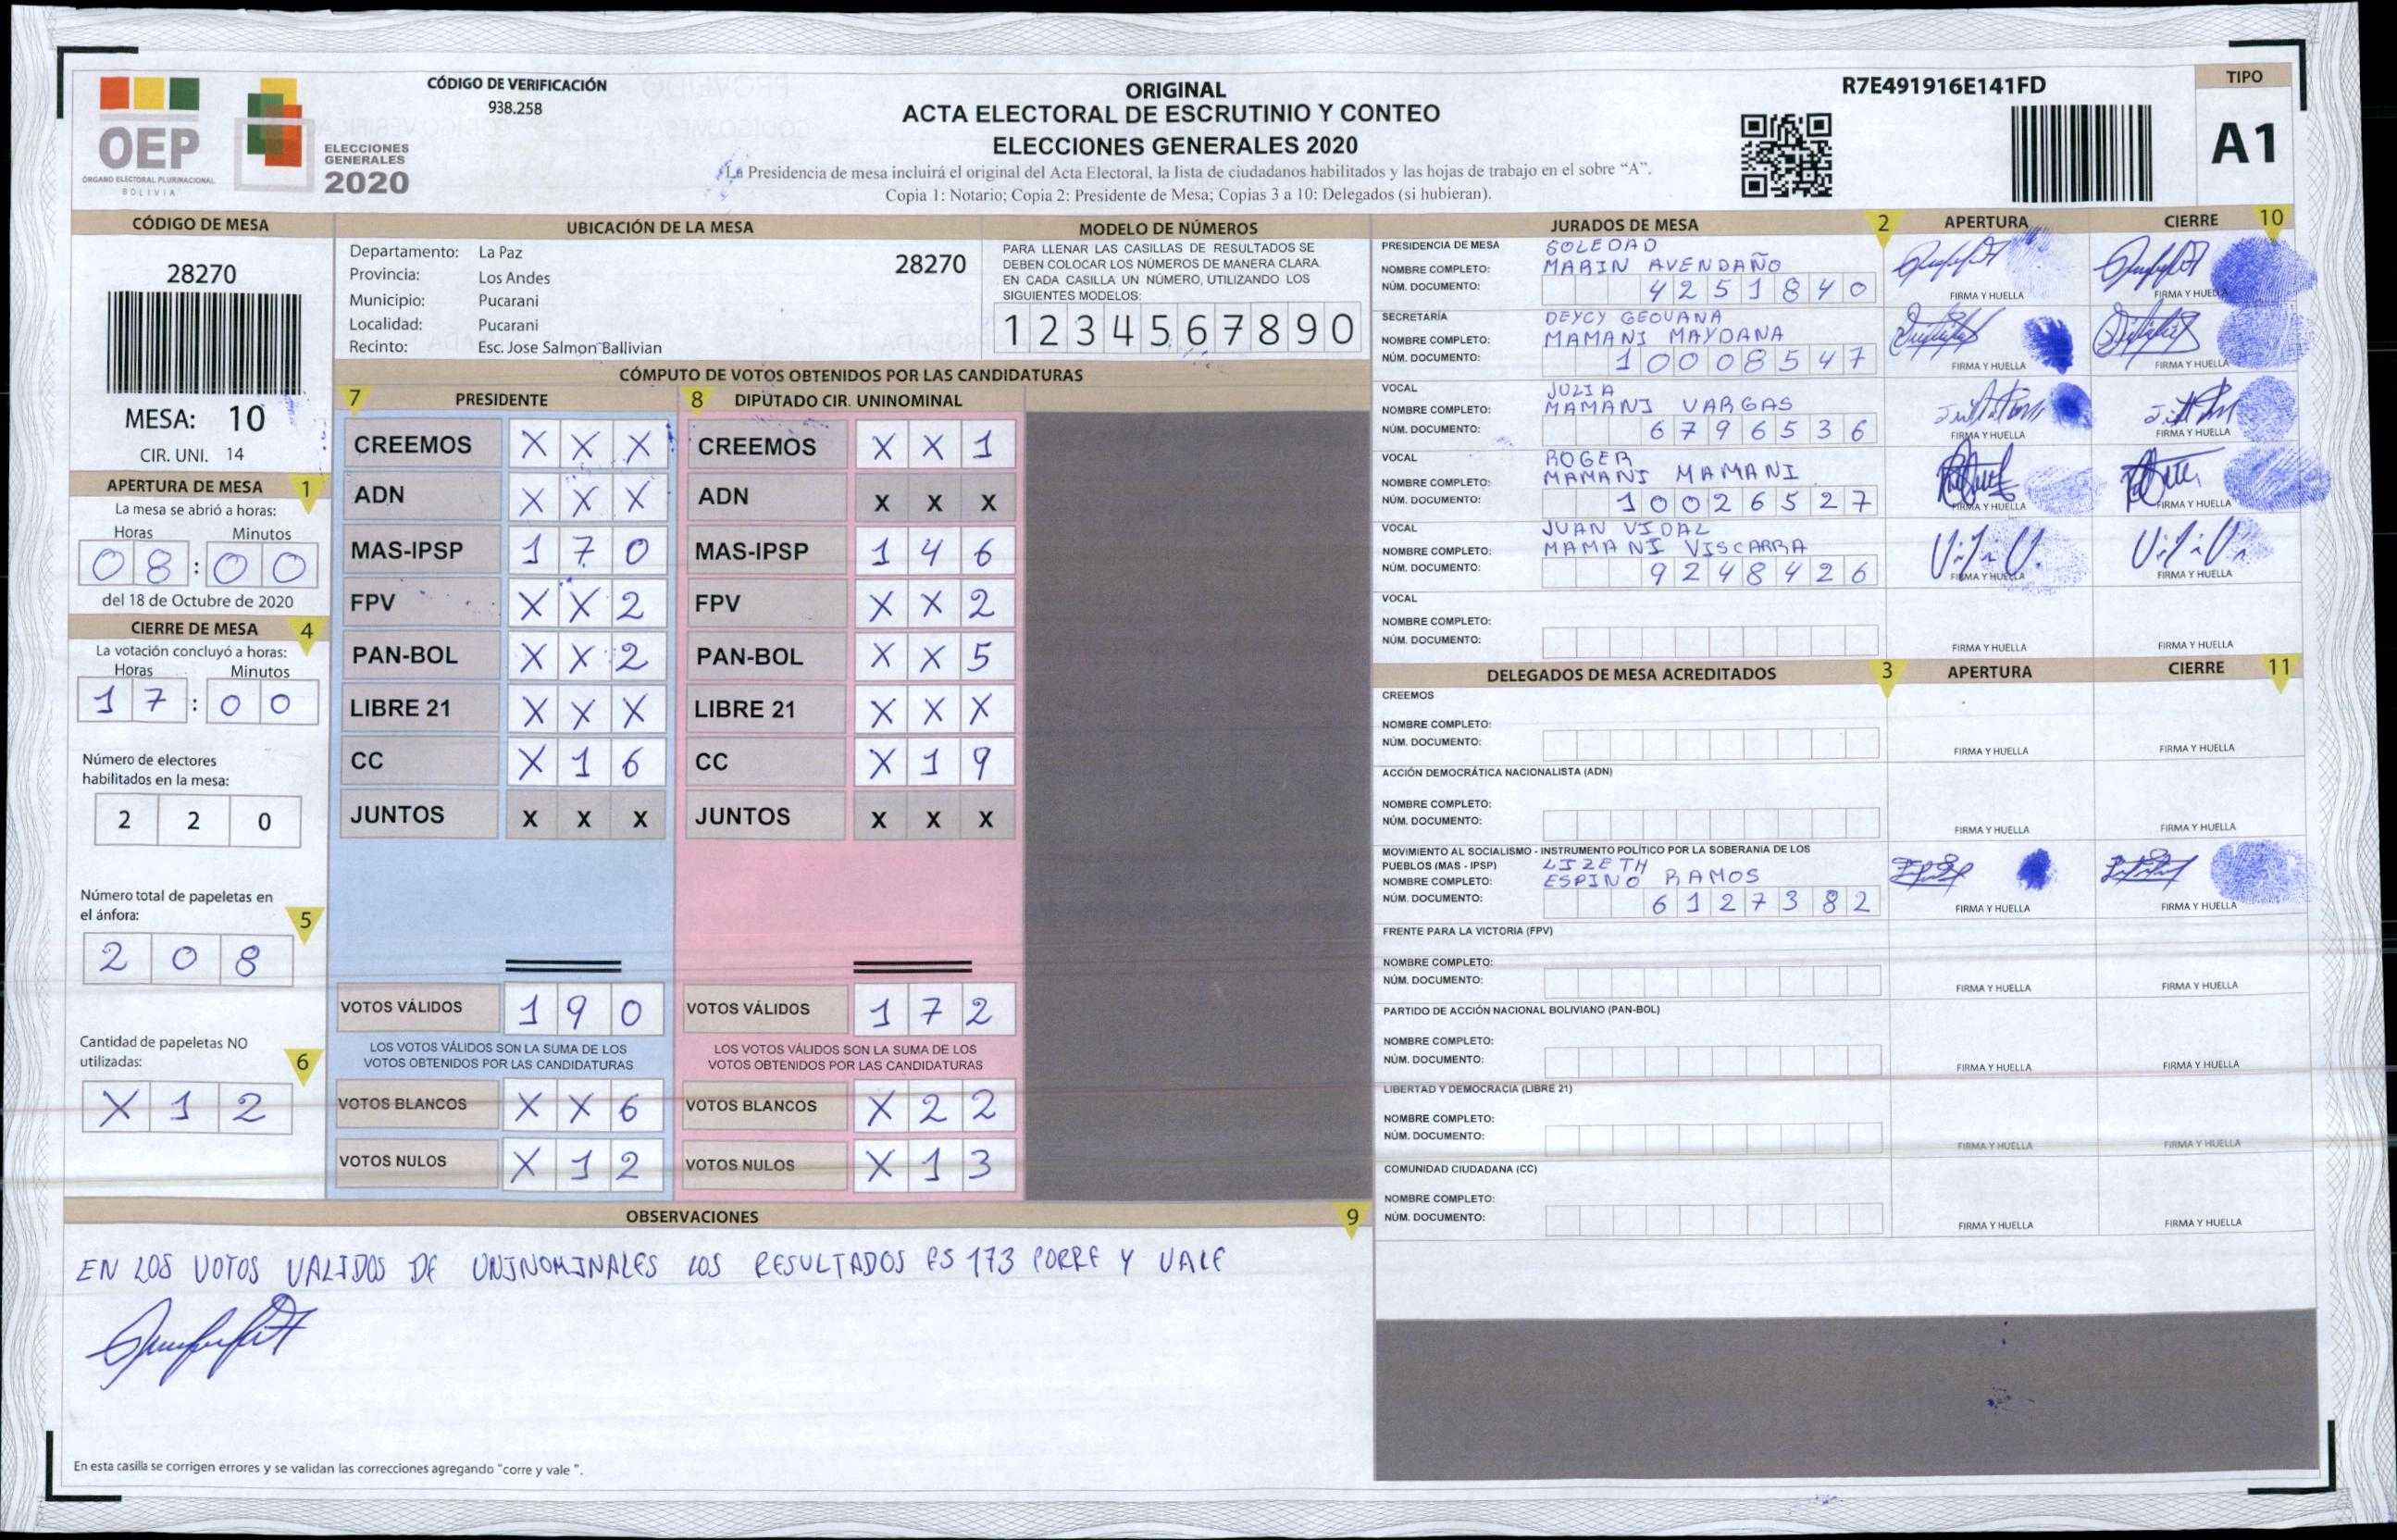 OEP
ÓRGANO ELECTORAL PLURINACIONAL
BOLIVIA
ELECCIONES
GENERALES
2020
CÓDIGO DE VERIFICACIÓN
938.258
ORIGINAL
ACTA ELECTORAL DE ESCRUTINIO Y CONTEO
ELECCIONES GENERALES 2020
La Presidencia de mesa incluirá el original del Acta Electoral, la lista de ciudadanos habilitados y las hojas de trabajo en el sobre “A”.
Copia 1: Notario; Copia 2: Presidente de Mesa; Copias 3 a 10: Delegados (si hubieran).
R7E491916E141FD
TIPO
A1
CÓDIGO DE MESA
28270
MESA: 10
CIR. UNI. 14
APERTURA DE MESA 1
La mesa se abrió a horas:
Horas Minutos
08:00
del 18 de Octubre de 2020
CIERRE DE MESA 4
La votación concluyó a horas:
Horas Minutos
17:00
Número de electores
habilitados en la mesa:
2 2 0
Número total de papeletas en
el ánfora: 5
2 0 8
Cantidad de papeletas NO
utilizadas: 6
X 1 2
UBICACIÓN DE LA MESA
Departamento: La Paz
Provincia: Los Andes
Municipio: Pucarani
Localidad: Pucarani
Recinto: Esc. Jose Salmon Ballivian
28270
MODELO DE NÚMEROS
PARA LLENAR LAS CASILLAS DE RESULTADOS SE
DEBEN COLOCAR LOS NÚMEROS DE MANERA CLARA.
EN CADA CASILLA UN NÚMERO, UTILIZANDO LOS
SIGUIENTES MODELOS:
1 2 3 4 5 6 7 8 9 0
CÓMPUTO DE VOTOS OBTENIDOS POR LAS CANDIDATURAS
7 PRESIDENTE
CREEMOS X X X
ADN X X X
MAS-IPSP 1 7 0
FPV X X 2
PAN-BOL X X 2
LIBRE 21 X X X
CC X 1 6
JUNTOS X X X
VOTOS VÁLIDOS 1 9 0
LOS VOTOS VÁLIDOS SON LA SUMA DE LOS
VOTOS OBTENIDOS POR LAS CANDIDATURAS
VOTOS BLANCOS X X 6
VOTOS NULOS X 1 2
8 DIPUTADO CIR. UNINOMINAL
CREEMOS X X 1
ADN X X X
MAS-IPSP 1 4 6
FPV X X 2
PAN-BOL X X 5
LIBRE 21 X X X
CC X 1 9
JUNTOS X X X
VOTOS VÁLIDOS 1 7 2
LOS VOTOS VÁLIDOS SON LA SUMA DE LOS
VOTOS OBTENIDOS POR LAS CANDIDATURAS
VOTOS BLANCOS X 2 2
VOTOS NULOS X 1 3
OBSERVACIONES 9
EN LOS VOTOS VALIDOS DE UNINOMINALES LOS RESULTADOS ES 173 CORRE Y VALE
En esta casilla se corrigen errores y se validan las correcciones agregando "corre y vale ".
JURADOS DE MESA 2 APERTURA CIERRE 10
PRESIDENCIA DE MESA SOLEDAD
NOMBRE COMPLETO: MARIN AVENDAÑO
NÚM. DOCUMENTO: 4251840
FIRMA Y HUELLA FIRMA Y HUELLA
SECRETARÍA DEYCY GEOVANA
NOMBRE COMPLETO: MAMANI MAYDANA
NÚM. DOCUMENTO: 10008547
FIRMA Y HUELLA FIRMA Y HUELLA
VOCAL JULIA
NOMBRE COMPLETO: MAMANI VARGAS
NÚM. DOCUMENTO: 6796536
FIRMA Y HUELLA FIRMA Y HUELLA
VOCAL ROGER
NOMBRE COMPLETO: MAMANI MAMANI
NÚM. DOCUMENTO: 10026527
FIRMA Y HUELLA FIRMA Y HUELLA
VOCAL JUAN VIDAL
NOMBRE COMPLETO: MAMANI VISCARRA
NÚM. DOCUMENTO: 9248426
FIRMA Y HUELLA FIRMA Y HUELLA
VOCAL
NOMBRE COMPLETO:
NÚM. DOCUMENTO:
FIRMA Y HUELLA FIRMA Y HUELLA
DELEGADOS DE MESA ACREDITADOS 3 APERTURA CIERRE 11
CREEMOS
NOMBRE COMPLETO:
NÚM. DOCUMENTO:
FIRMA Y HUELLA FIRMA Y HUELLA
ACCIÓN DEMOCRÁTICA NACIONALISTA (ADN)
NOMBRE COMPLETO:
NÚM. DOCUMENTO:
FIRMA Y HUELLA FIRMA Y HUELLA
MOVIMIENTO AL SOCIALISMO - INSTRUMENTO POLÍTICO POR LA SOBERANIA DE LOS
PUEBLOS (MAS - IPSP) LIZETH
NOMBRE COMPLETO: ESPINO RAMOS
NÚM. DOCUMENTO: 6127382
FIRMA Y HUELLA FIRMA Y HUELLA
FRENTE PARA LA VICTORIA (FPV)
NOMBRE COMPLETO:
NÚM. DOCUMENTO:
FIRMA Y HUELLA FIRMA Y HUELLA
PARTIDO DE ACCIÓN NACIONAL BOLIVIANO (PAN-BOL)
NOMBRE COMPLETO:
NÚM. DOCUMENTO:
FIRMA Y HUELLA FIRMA Y HUELLA
LIBERTAD Y DEMOCRACIA (LIBRE 21)
NOMBRE COMPLETO:
NÚM. DOCUMENTO:
FIRMA Y HUELLA FIRMA Y HUELLA
COMUNIDAD CIUDADANA (CC)
NOMBRE COMPLETO:
NÚM. DOCUMENTO:
FIRMA Y HUELLA FIRMA Y HUELLA